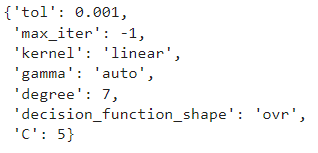 {'tol': 0.001,
 'max_iter': -1,
 'kernel': 'linear',
 'gamma': 'auto',
 'degree': 7,
 'decision_function_shape': 'ovr',
 'C': 5}